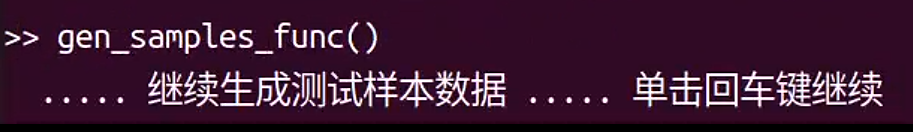 >> gen_samples_func()
..... 继续生成测试样本数据 ..... 单击回车键继续